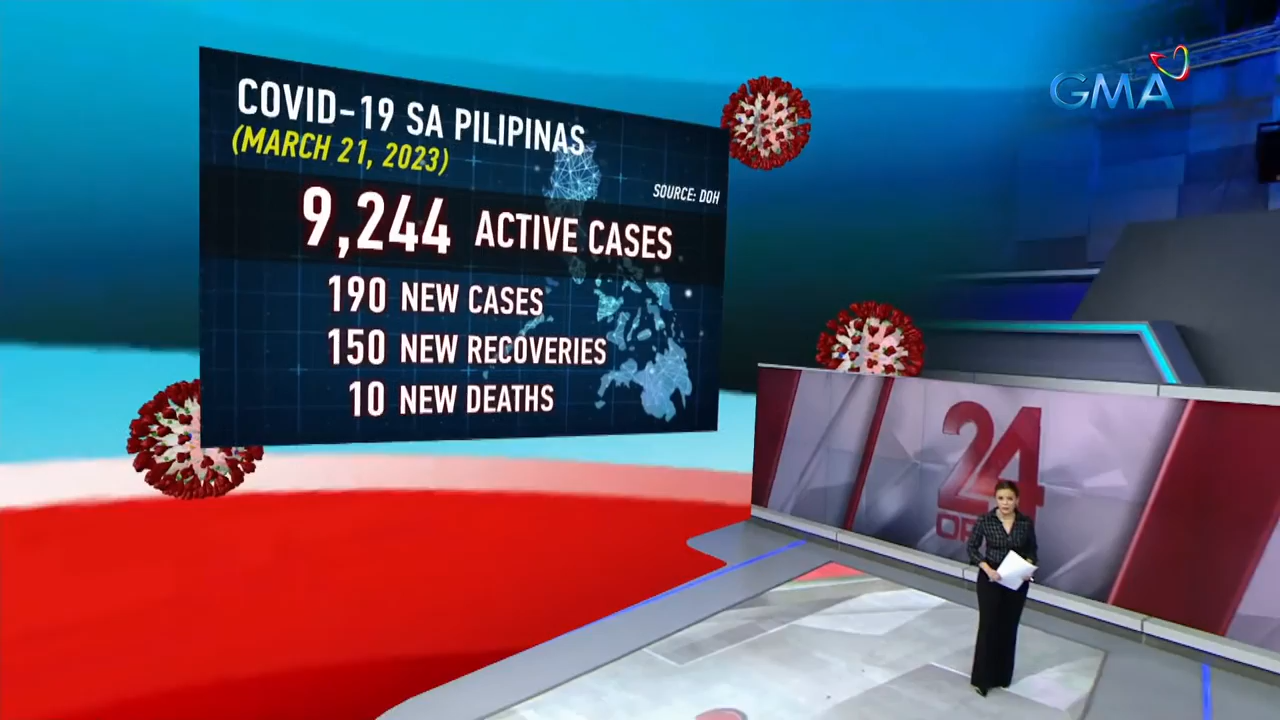 COVID-19 SA PILIPINAS
(MARCH 21, 2023)
SOURCE: DOH
9,244 ACTIVE CASES
190 NEW CASES
150 NEW RECOVERIES
10 NEW DEATHS
GMA
24